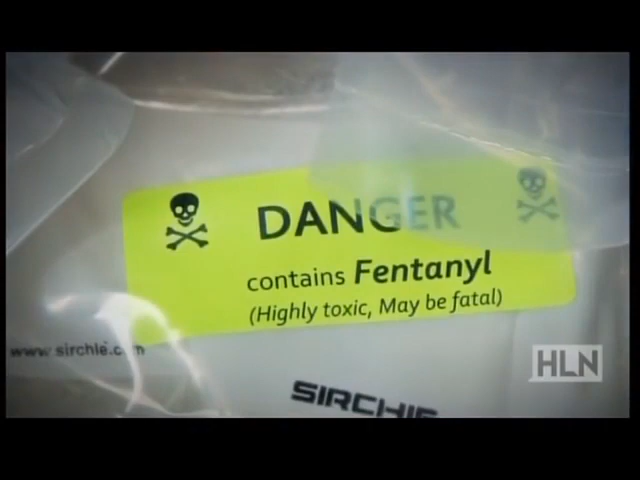 DANGER
contains Fentanyl
(Highly toxic, May be fatal)
www.sirchie.com
HLN
SIRCHIE